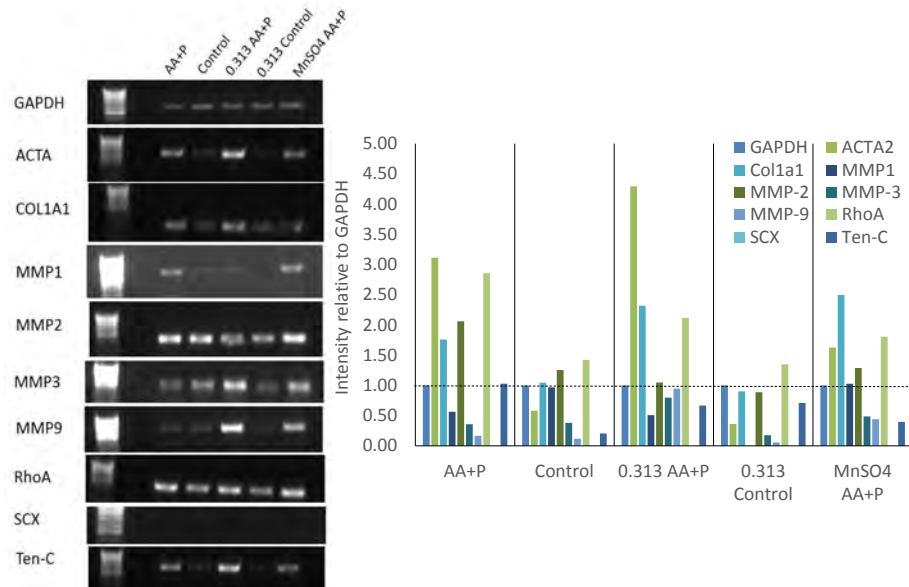 AA+P
Control
0.313 AA+P
0.313 Control
MnSO4 AA+P
GAPDH
ACTA
COL1A1
MMP1
MMP2
MMP3
MMP9
RhoA
SCX
Ten-C
Intensity relative to GAPDH
5.00
4.50
4.00
3.50
3.00
2.50
2.00
1.50
1.00
0.50
0.00
GAPDH ACTA2
Col1a1 MMP1
MMP-2 MMP-3
MMP-9 RhoA
SCX Ten-C
AA+P Control 0.313 AA+P 0.313 MnSO4
Control AA+P